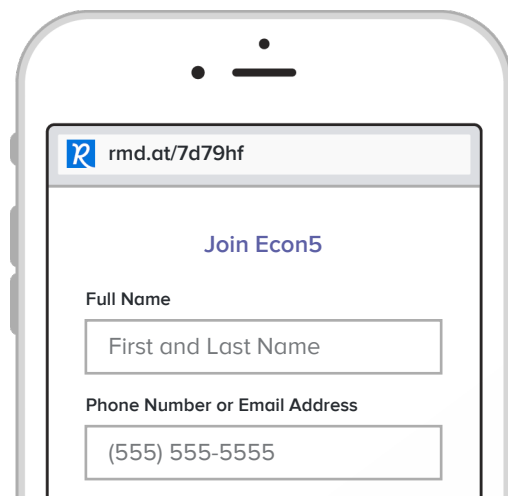 rmd.at/7d79hf
Join Econ5
Full Name
First and Last Name
Phone Number or Email Address
(555) 555-5555